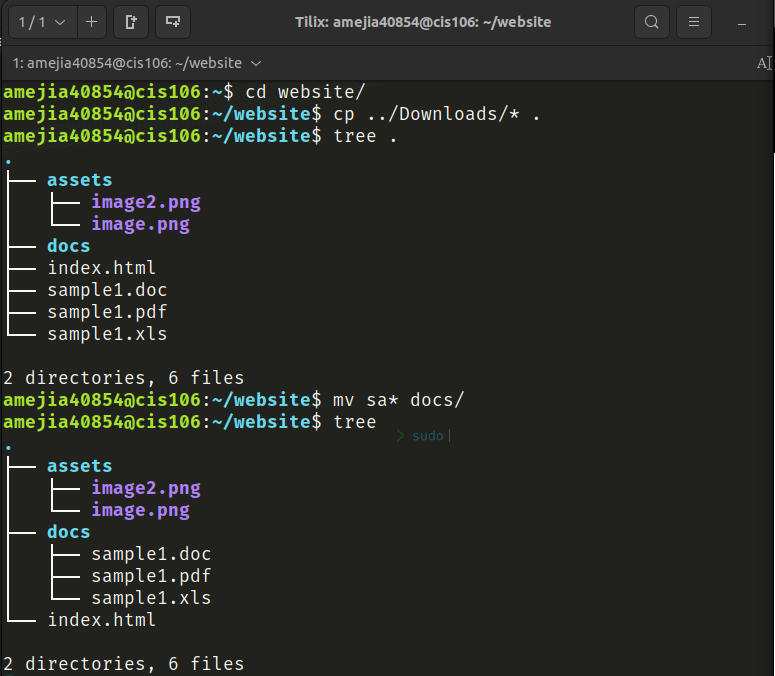 1 / 1
Tilix: amejia40854@cis106: ~/website
1: amejia40854@cis106: ~/website
amejia40854@cis106:~$ cd website/
amejia40854@cis106:~/website$ cp ../Downloads/* .
amejia40854@cis106:~/website$ tree .
.
├── assets
│   ├── image2.png
│   └── image.png
├── docs
├── index.html
├── sample1.doc
├── sample1.pdf
└── sample1.xls
2 directories, 6 files
amejia40854@cis106:~/website$ mv sa* docs/
amejia40854@cis106:~/website$ tree
> sudo
.
├── assets
│   ├── image2.png
│   └── image.png
├── docs
│   ├── sample1.doc
│   ├── sample1.pdf
│   └── sample1.xls
└── index.html
2 directories, 6 files